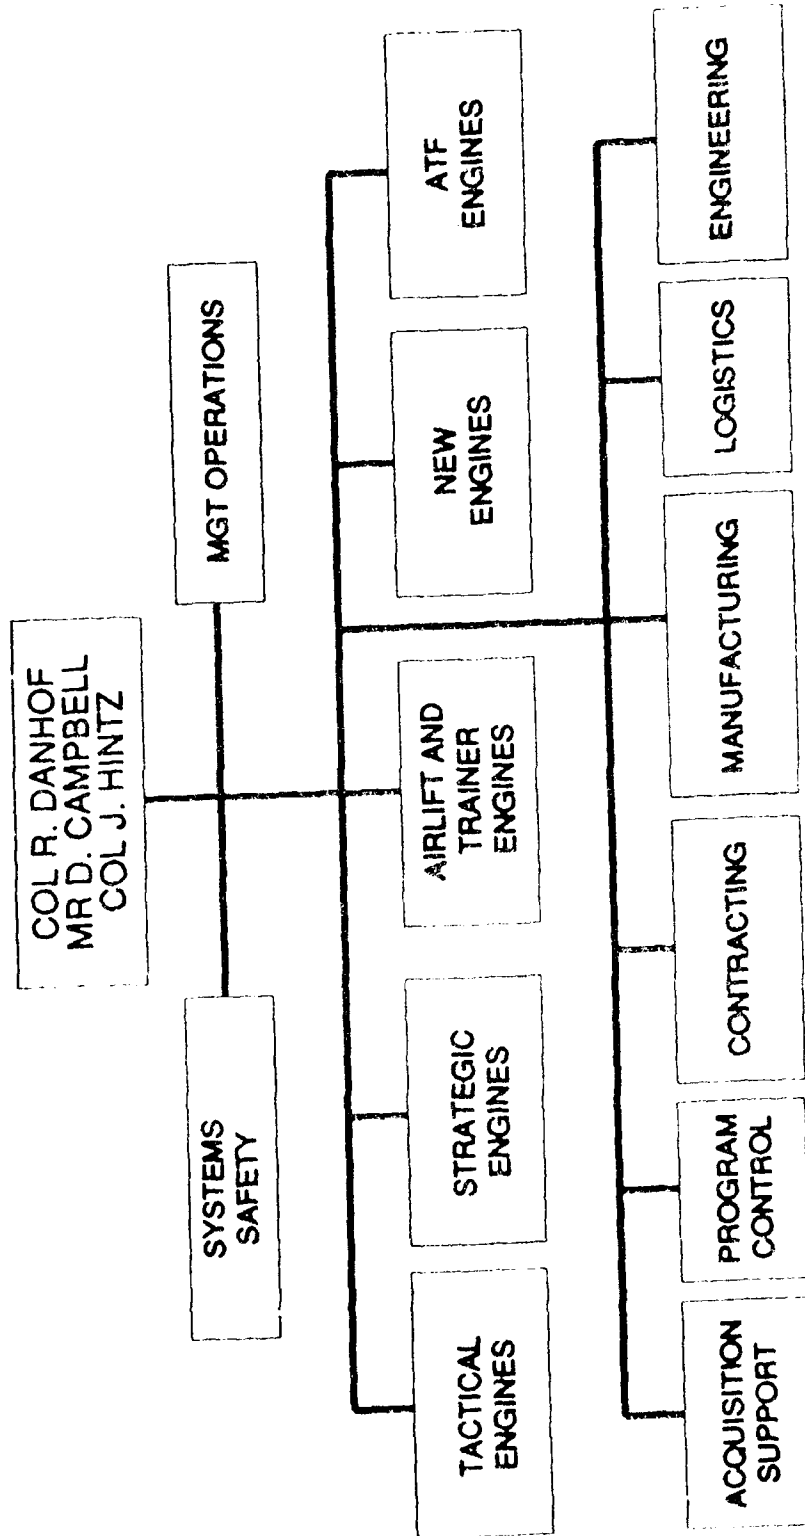 COL R. DANHOF
MR D. CAMPBELL
COL J. HINTZ
SYSTEMS
SAFETY
MGT OPERATIONS
TACTICAL
ENGINES
STRATEGIC
ENGINES
AIRLIFT AND
TRAINER
ENGINES
NEW
ENGINES
ATF
ENGINES
ACQUISITION
SUPPORT
PROGRAM
CONTROL
CONTRACTING
MANUFACTURING
LOGISTICS
ENGINEERING